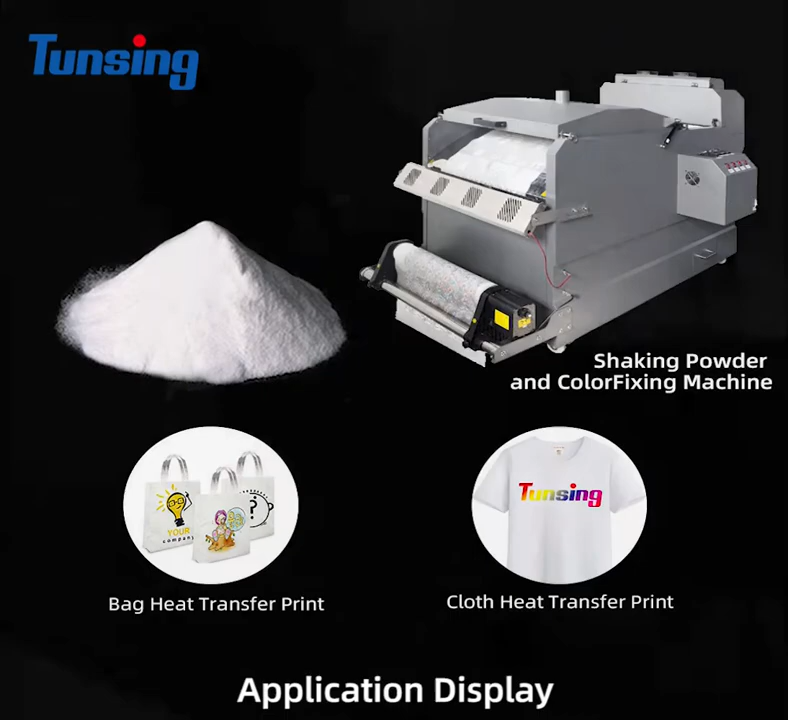 Tunsing
Shaking Powder
and ColorFixing Machine
YOUR
company
?
Tunsing
Bag Heat Transfer Print
Cloth Heat Transfer Print
Application Display